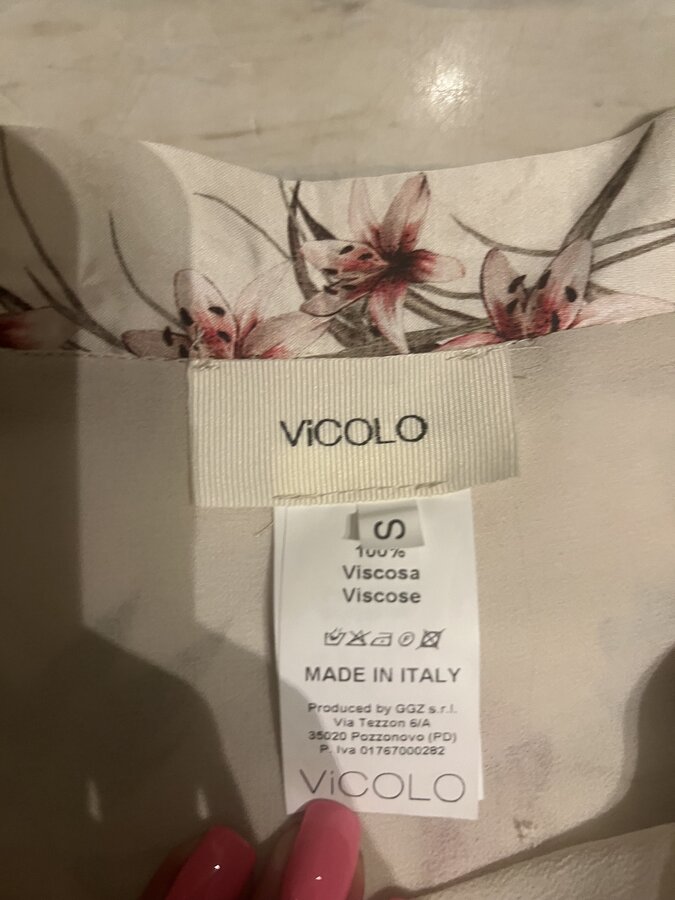 ViCOLO
S
100%
Viscosa
Viscose
MADE IN ITALY
Produced by GGZ s.r.l.
Via Tezzon 6/A
35020 Pozzonovo (PD)
P. Iva 01767000282
ViCOLO